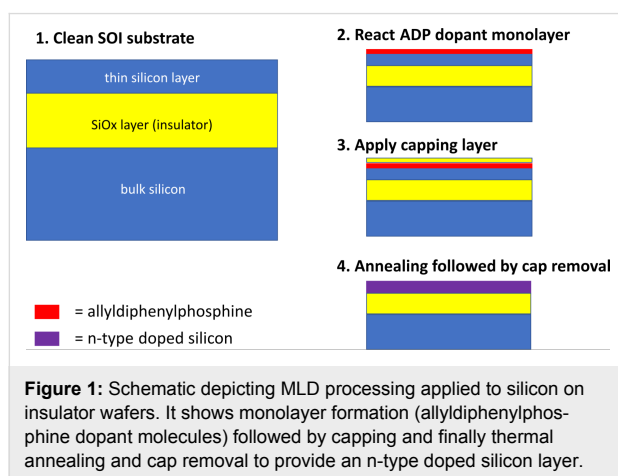 1. Clean SOI substrate
thin silicon layer
SiOx layer (insulator)
bulk silicon
= allyldiphenylphosphine
= n-type doped silicon
2. React ADP dopant monolayer
3. Apply capping layer
4. Annealing followed by cap removal
Figure 1: Schematic depicting MLD processing applied to silicon on
insulator wafers. It shows monolayer formation (allyldiphenylphos-
phine dopant molecules) followed by capping and finally thermal
annealing and cap removal to provide an n-type doped silicon layer.